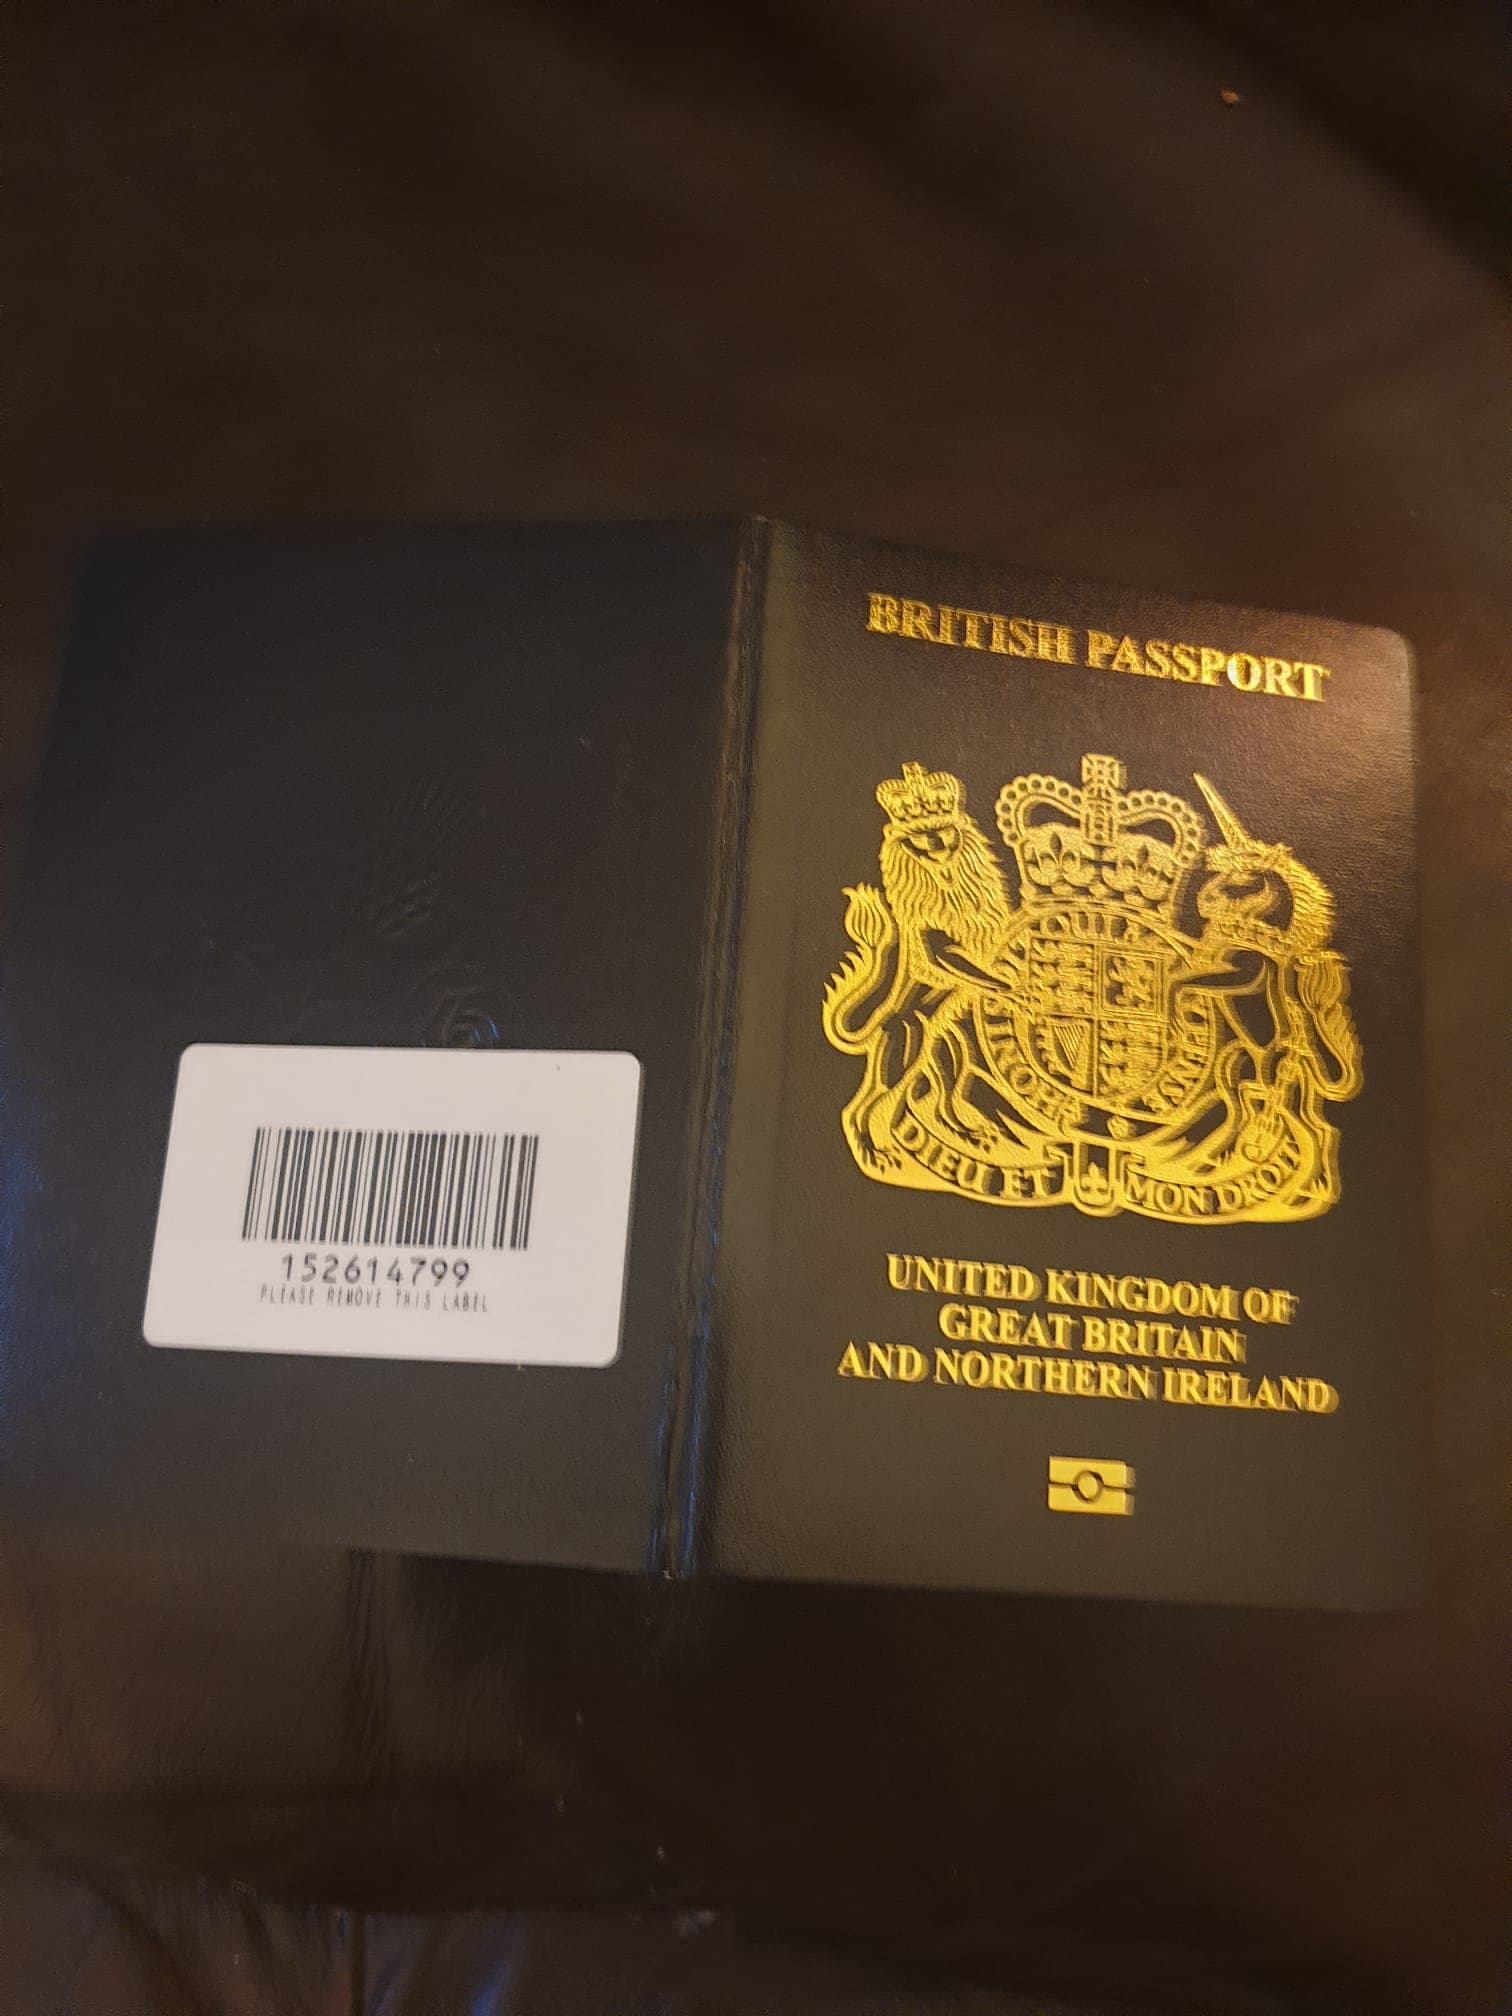 152614799
PLEASE REMOVE THIS LABEL
BRITISH PASSPORT
DIEU ET MON DROIT
UNITED KINGDOM OF
GREAT BRITAIN
AND NORTHERN IRELAND